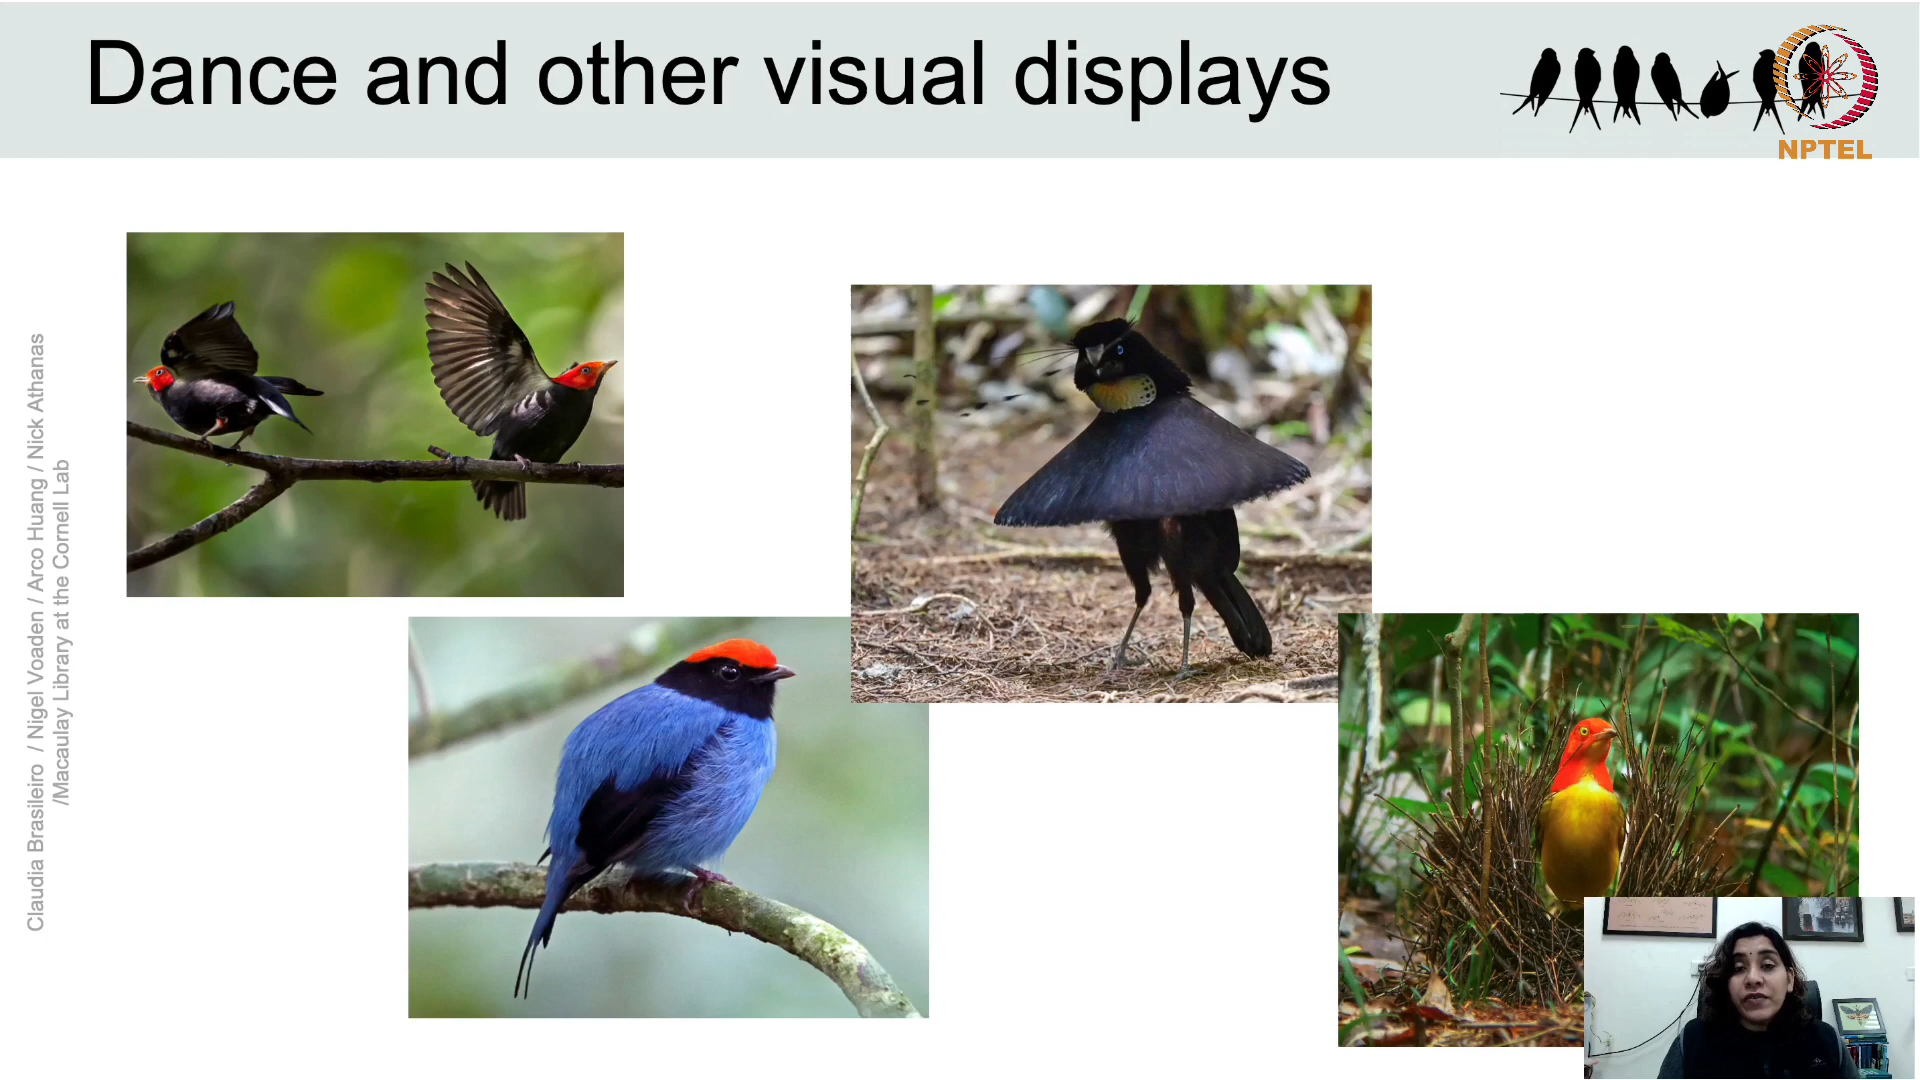 Dance and other visual displays
NPTEL
Claudia Brasileiro / Nigel Voaden / Arco Huang / Nick Athanas
/Macaulay Library at the Cornell Lab